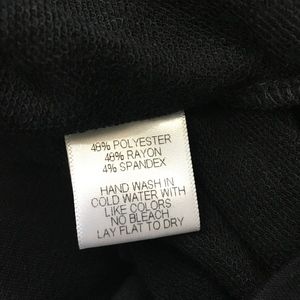 48% POLYESTER
48% RAYON
4% SPANDEX
HAND WASH IN
COLD WATER WITH
LIKE COLORS
NO BLEACH
LAY FLAT TO DRY